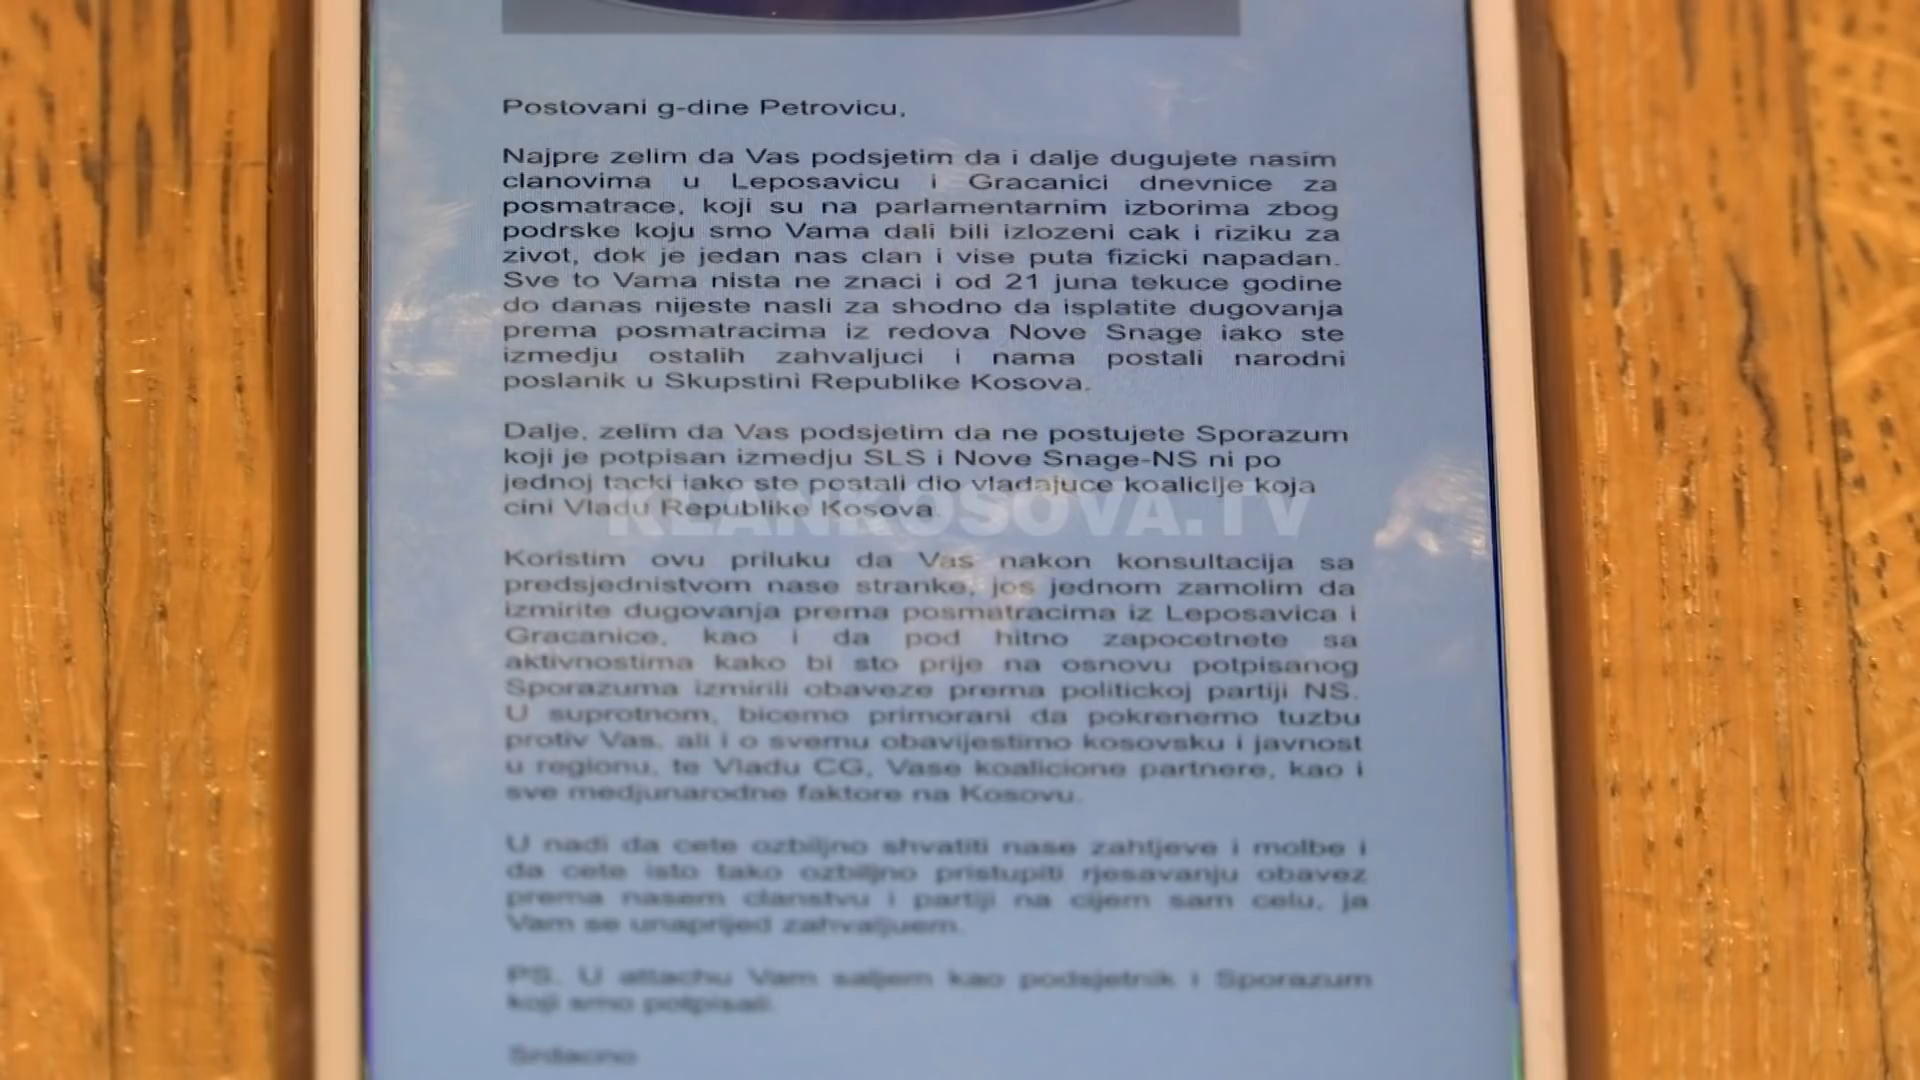 Postovani g-dine Petrovicu,
Najpre zelim da Vas podsjetim da i dalje dugujete nasim
clanovima u Leposavicu i Gracanici dnevnice za
posmatrace, koji su na parlamentarnim izborima zbog
podrske koju smo Vama dali bili izlozeni cak i riziku za
zivot, dok je jedan nas clan i vise puta fizicki napadan.
Sve to Vama nista ne znaci i od 21 juna tekuce godine
do danas nijeste nasli za shodno da isplatite dugovanja
prema posmatracima iz redova Nove Snage iako ste
izmedju ostalih zahvaljuci i nama postali narodni
poslanik u Skupstini Republike Kosova.
Dalje, zelim da Vas podsjetim da ne postujete Sporazum
koji je potpisan izmedju SLS i Nove Snage-NS ni po
jednoj tacki iako ste postali dio vladajuce koalicije koja
cini Vladu Republike Kosova.
KLANKOSOVA.TV
Koristim ovu priluku da Vas nakon konsultacija sa
predsjednistvom nase stranke, jos jednom zamolim da
izmirite dugovanja prema posmatracima iz Leposavica i
Gracanice, kao i da pod hitno zapocetnete sa
aktivnostima kako bi sto prije na osnovu potpisanog
Sporazuma izmirili obaveze prema politickoj partiji NS.
U suprotnom, bicemo primorani da pokrenemo tuzbu
protiv Vas, ali i o svemu obavijestimo kosovsku i javnost
u regionu, te Vladu CG, Vase koalicione partnere, kao i
sve medjunarodne faktore na Kosovu.
U nadi da cete ozbiljno shvatiti nase zahtjeve i molbe i
da cete isto tako ozbiljno pristupiti rjesavanju obavez
prema nasem clanstvu i partiji na cijem sam celu, ja
Vam se unaprijed zahvaljuem.
PS. U attachu Vam saljem kao podsjetnik i Sporazum
koji smo potpisali.
Srdacno